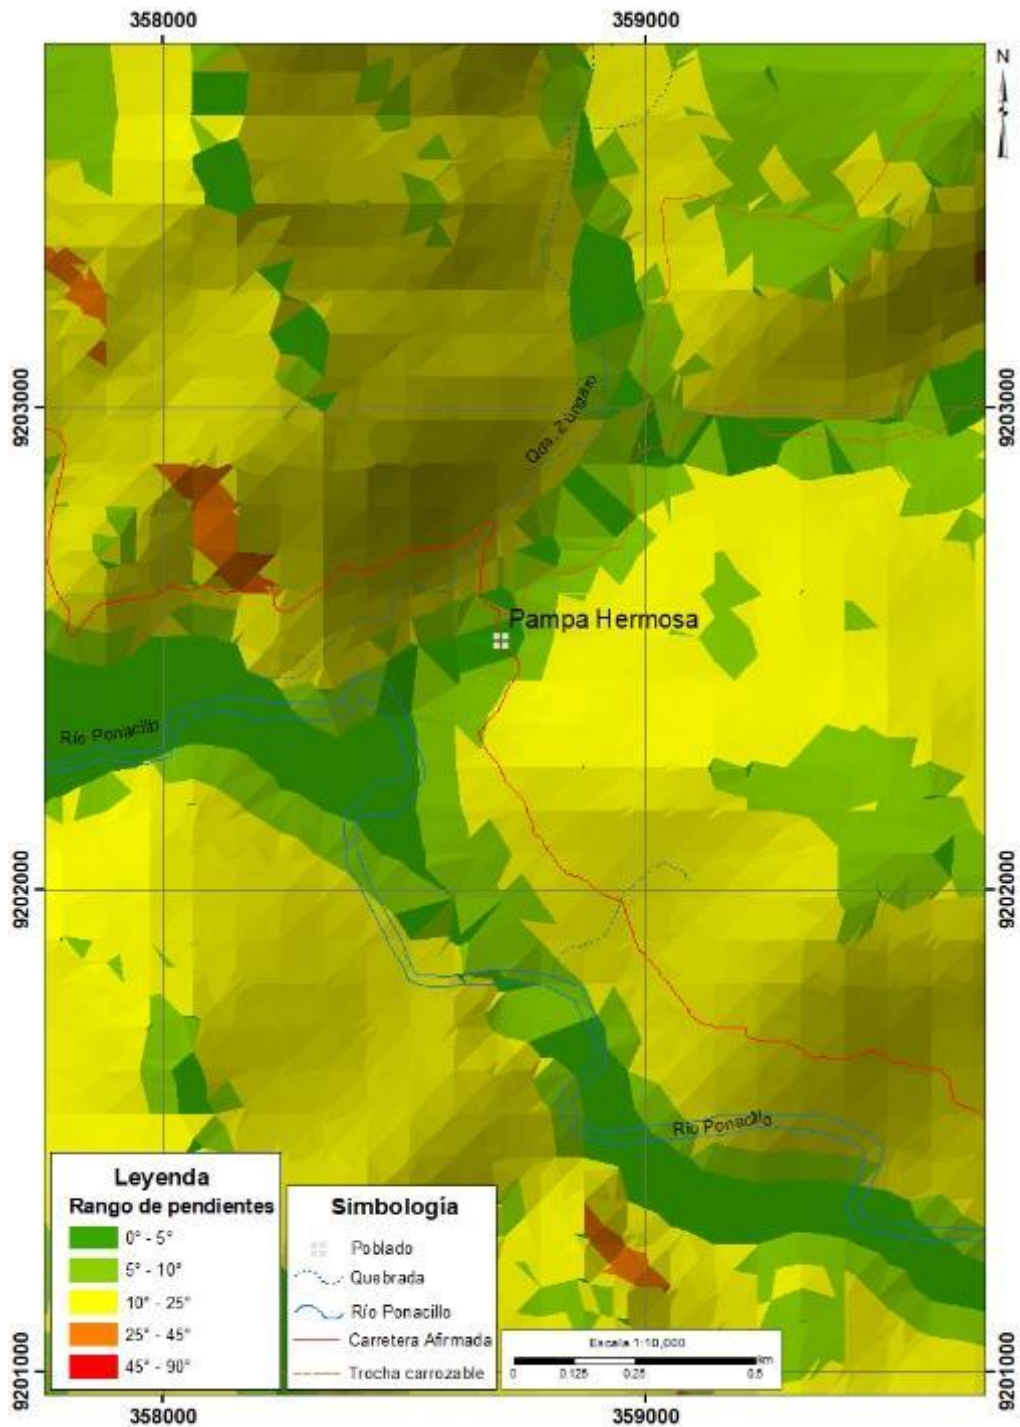 358000
359000
N
9203000
9203000
Qda. Zúngaro
Pampa Hermosa
Río Ponacillo
9202000
9202000
Río Ponacillo
Leyenda
Rango de pendientes
0° - 5°
5° - 10°
10° - 25°
25° - 45°
45° - 90°
Simbología
Poblado
Quebrada
Río Ponacillo
Carretera Afirmada
Trocha carrozable
Escala 1:10,000
km
0 0.125 0.25 0.5
9201000
9201000
358000
359000